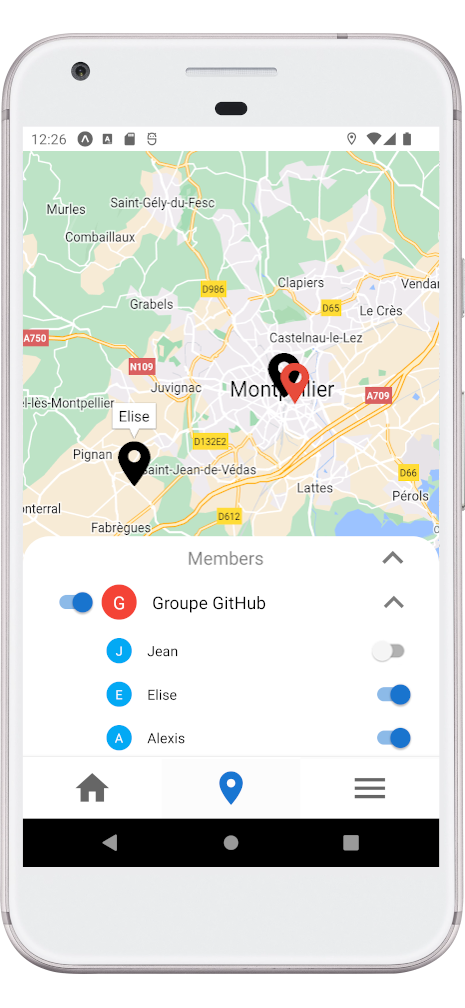 12:26
Murles
Saint-Gély-du-Fesc
Combaillaux
D986
Clapiers
Vendar
Grabels
D65
Le Crès
A750
Castelnau-le-Lez
N109
Juvignac
Montpellier
A709
el-lès-Montpellier
Elise
D132E2
Pignan
Saint-Jean-de-Védas
D66
Lattes
Pérols
onterral
D612
Fabrègues
Members
G Groupe GitHub
J Jean
E Elise
A Alexis